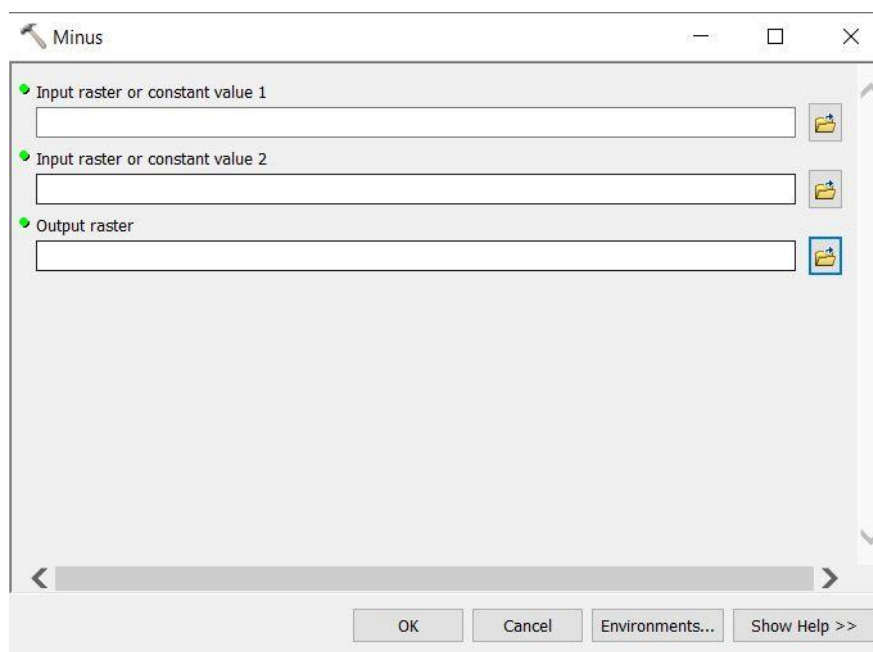 Minus
Input raster or constant value 1
Input raster or constant value 2
Output raster
OK Cancel Environments... Show Help >>